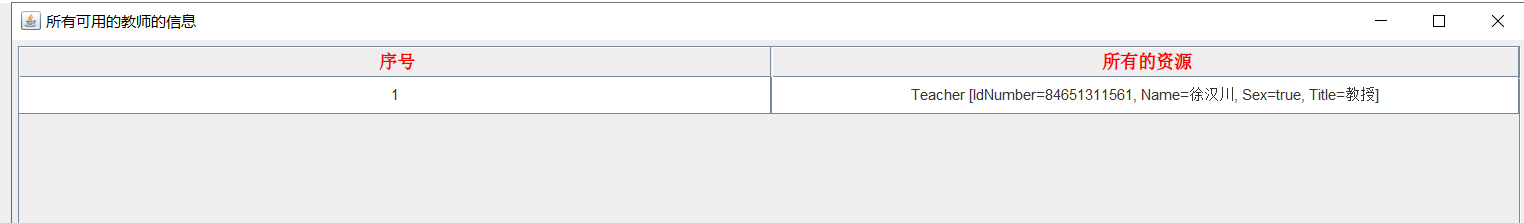 所有可用的教师的信息
序号 所有的资源
1 Teacher [IdNumber=84651311561, Name=徐汉川, Sex=true, Title=教授]